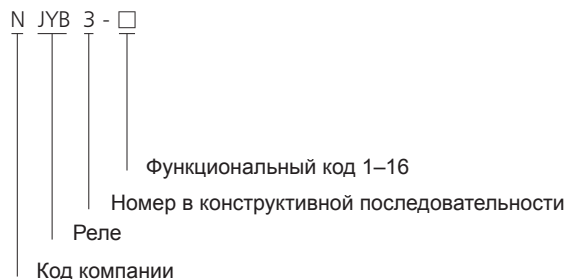 N JYB 3 - □
Функциональный код 1–16
Номер в конструктивной последовательности
Реле
Код компании